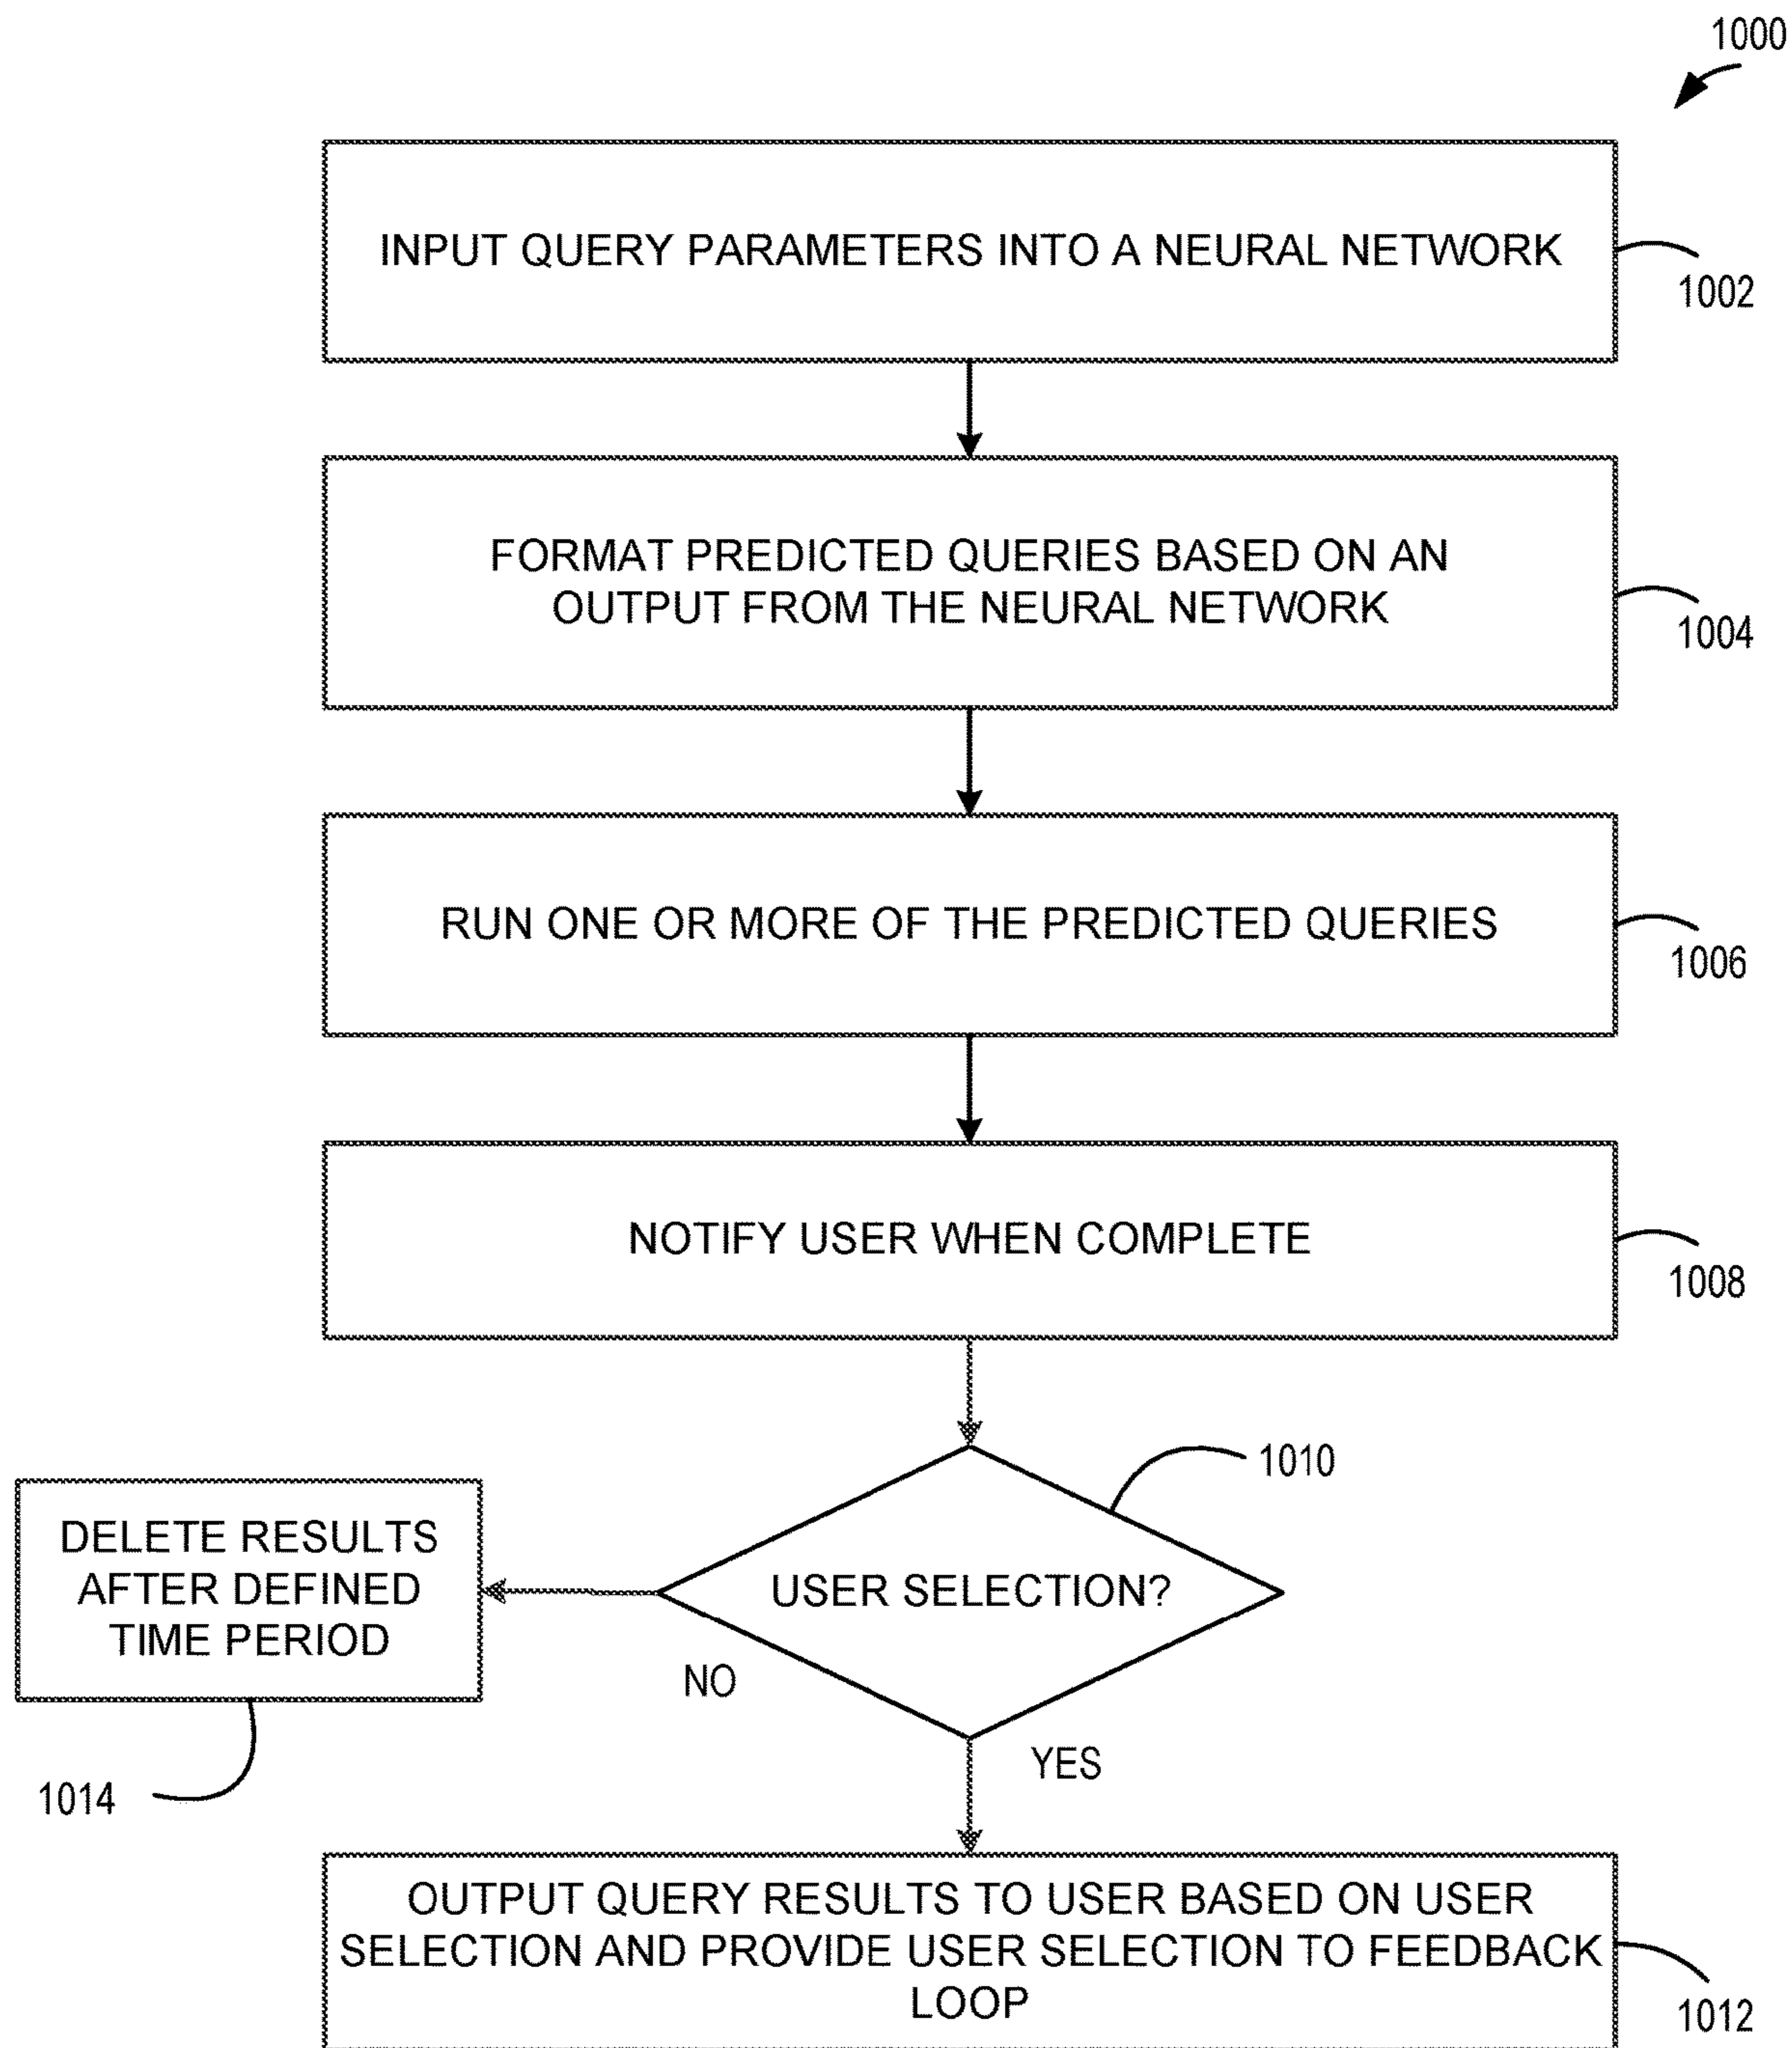 1000
INPUT QUERY PARAMETERS INTO A NEURAL NETWORK
1002
FORMAT PREDICTED QUERIES BASED ON AN
OUTPUT FROM THE NEURAL NETWORK
1004
RUN ONE OR MORE OF THE PREDICTED QUERIES
1006
NOTIFY USER WHEN COMPLETE
1008
1010
DELETE RESULTS
AFTER DEFINED
TIME PERIOD
USER SELECTION?
NO
YES
1014
OUTPUT QUERY RESULTS TO USER BASED ON USER
SELECTION AND PROVIDE USER SELECTION TO FEEDBACK
LOOP
1012